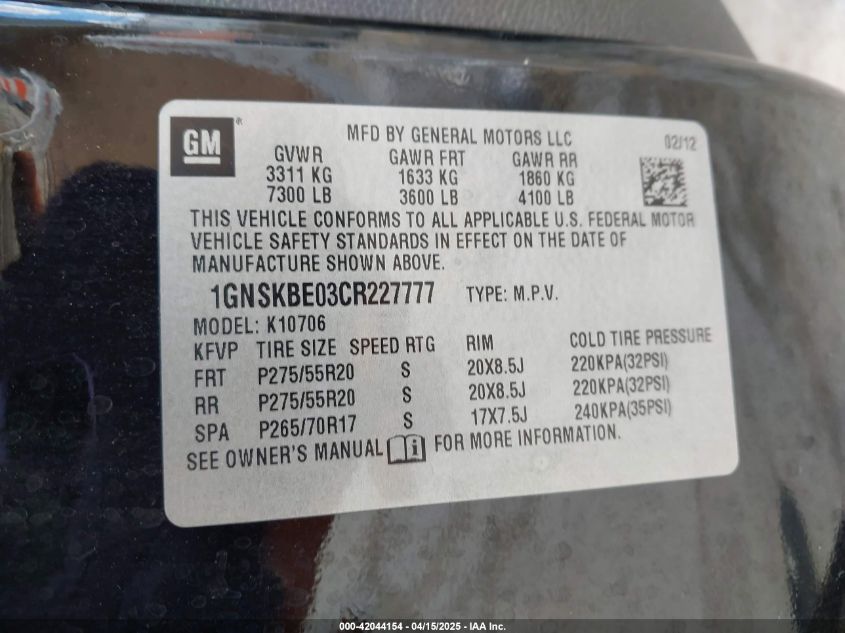 GM ®
MFD BY GENERAL MOTORS LLC 02/12
GVWR GAWR FRT GAWR RR
3311 KG 1633 KG 1860 KG
7300 LB 3600 LB 4100 LB
THIS VEHICLE CONFORMS TO ALL APPLICABLE U.S. FEDERAL MOTOR
VEHICLE SAFETY STANDARDS IN EFFECT ON THE DATE OF
MANUFACTURE SHOWN ABOVE.
1GNSKBE03CR227777 TYPE: M.P.V.
MODEL: K10706
KFVP TIRE SIZE SPEED RTG RIM COLD TIRE PRESSURE
FRT P275/55R20 S 20X8.5J 220KPA(32PSI)
RR P275/55R20 S 20X8.5J 220KPA(32PSI)
SPA P265/70R17 S 17X7.5J 240KPA(35PSI)
SEE OWNER'S MANUAL i FOR MORE INFORMATION.
000-42044154 - 04/15/2025 - IAA Inc.